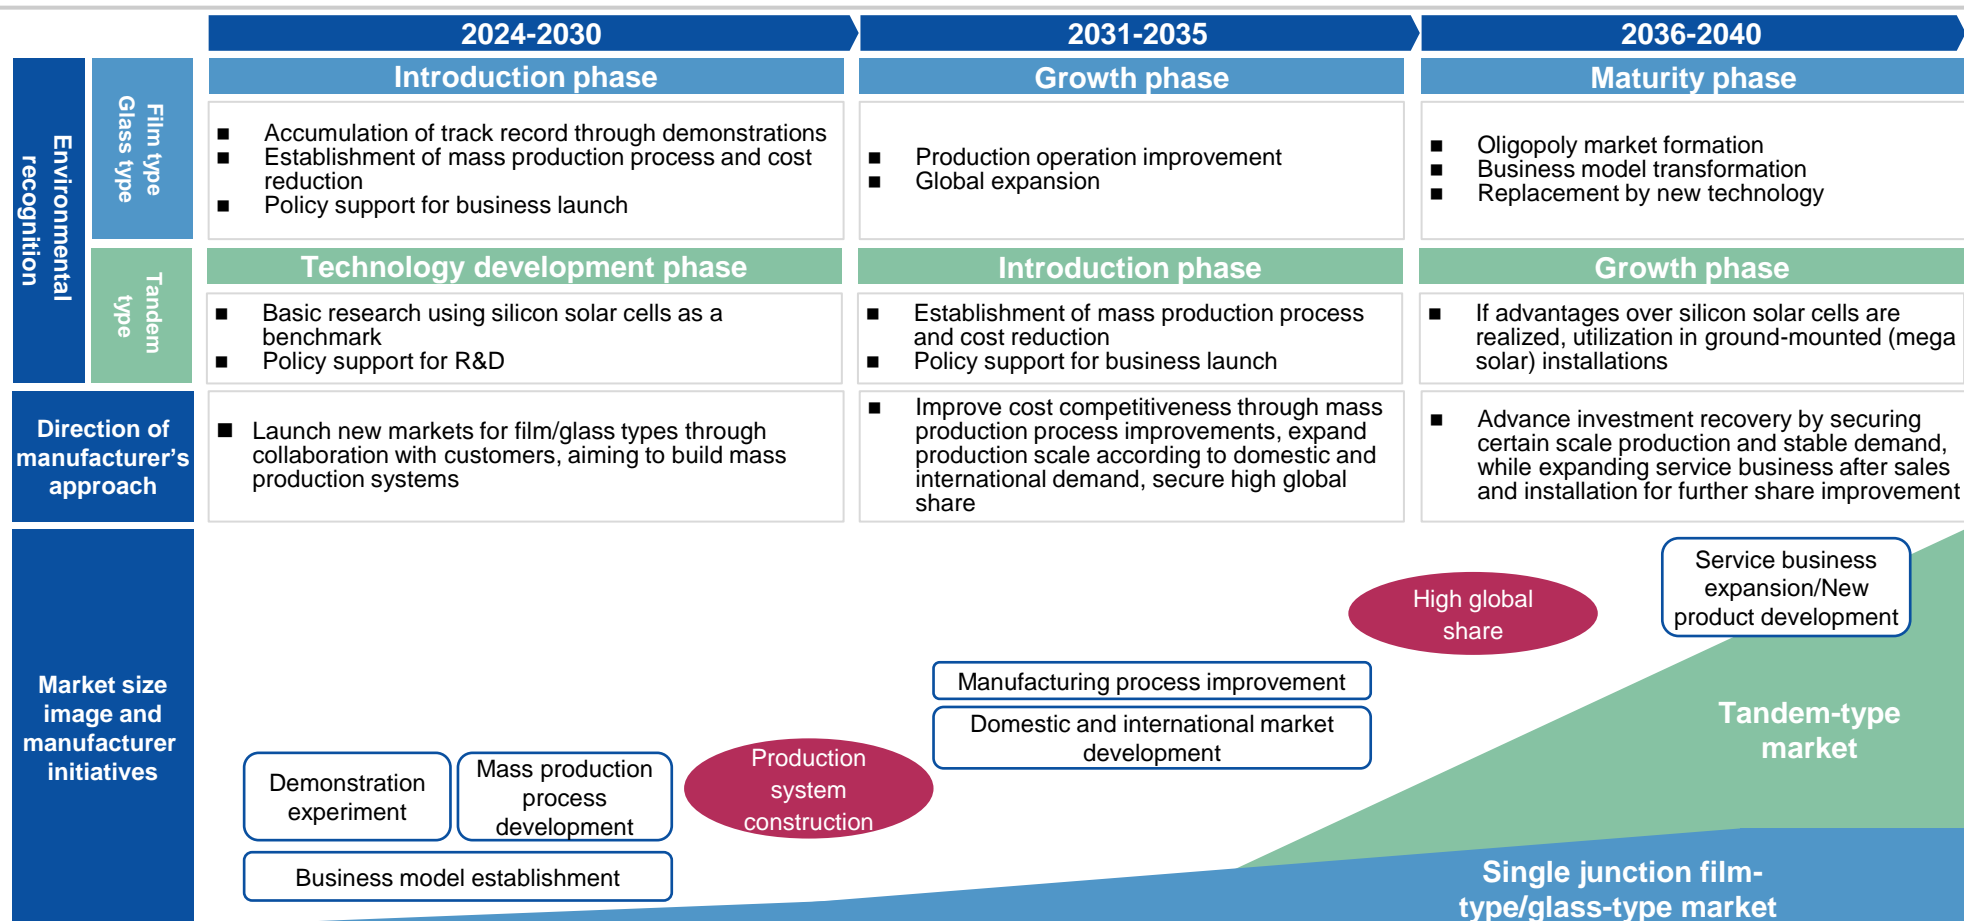 2024-2030
2031-2035
2036-2040
Environmental
recognition
Film type
Glass type
Introduction phase
Growth phase
Maturity phase
■ Accumulation of track record through demonstrations
■ Establishment of mass production process and cost
reduction
■ Policy support for business launch
■ Production operation improvement
■ Global expansion
■ Oligopoly market formation
■ Business model transformation
■ Replacement by new technology
Tandem
type
Technology development phase
Introduction phase
Growth phase
■ Basic research using silicon solar cells as a
benchmark
■ Policy support for R&D
■ Establishment of mass production process
and cost reduction
■ Policy support for business launch
■ If advantages over silicon solar cells are
realized, utilization in ground-mounted (mega
solar) installations
Direction of
manufacturer's
approach
■ Launch new markets for film/glass types through
collaboration with customers, aiming to build mass
production systems
■ Improve cost competitiveness through mass
production process improvements, expand
production scale according to domestic and
international demand, secure high global
share
■ Advance investment recovery by securing
certain scale production and stable demand,
while expanding service business after sales
and installation for further share improvement
Market size
image and
manufacturer
initiatives
Demonstration
experiment
Mass production
process
development
Business model establishment
Production
system
construction
Manufacturing process improvement
Domestic and international market
development
High global
share
Service business
expansion/New
product development
Tandem-type
market
Single junction film-
type/glass-type market